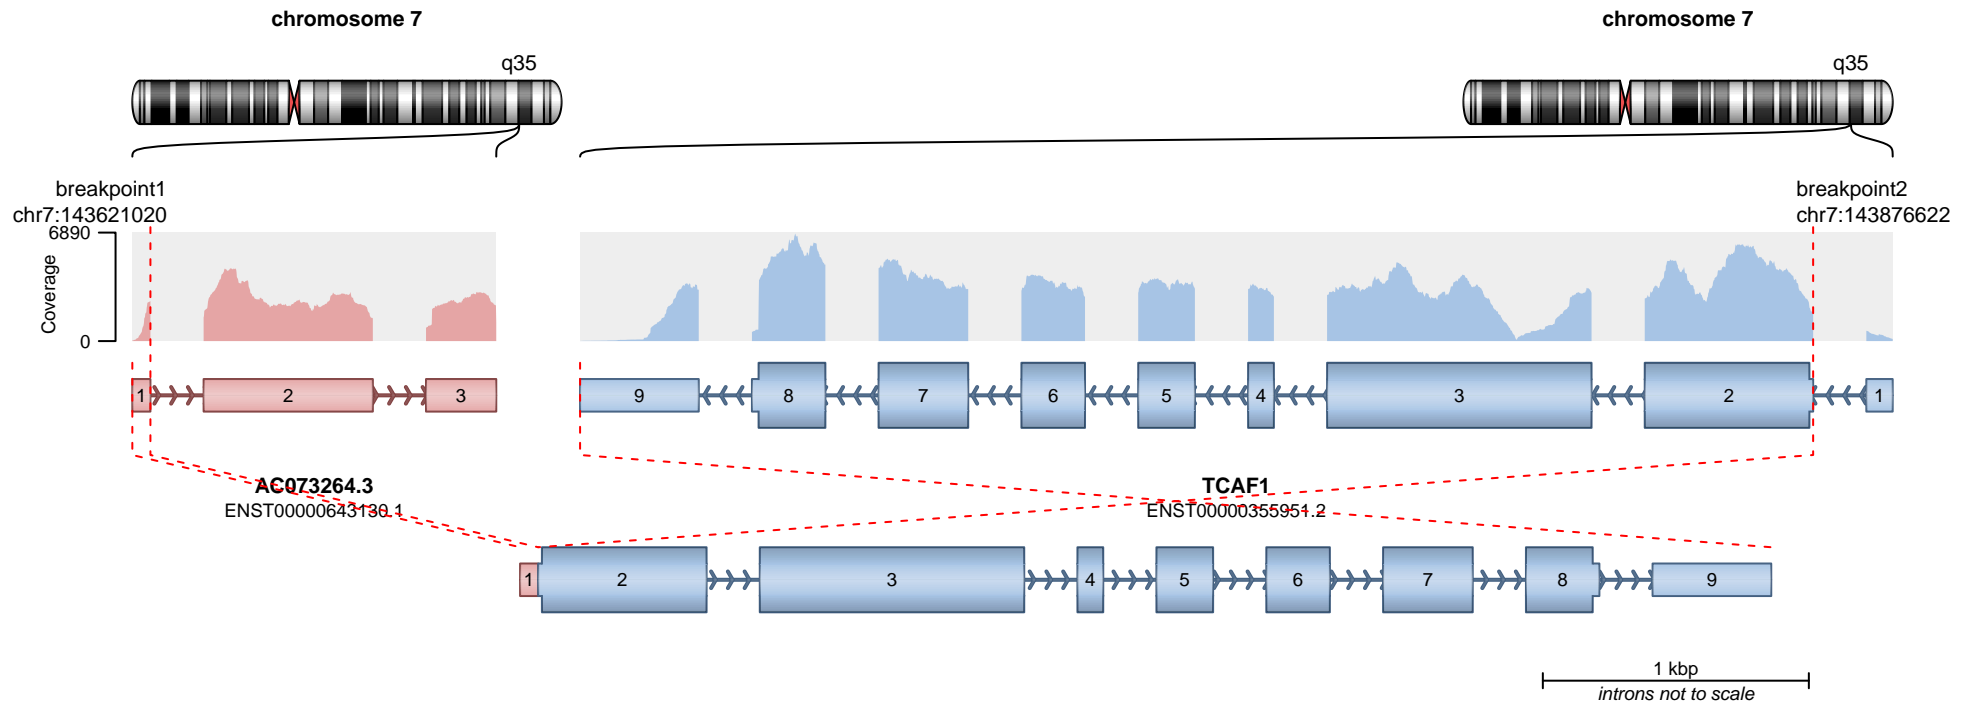 chromosome 7
chromosome 7
q35
q35
breakpoint1
chr7:143621020
breakpoint2
chr7:143876622
6890
Coverage
0
1 2 3
9 8 7 6 5 4 3 2 1
AC073264.3
ENST00000643130.1
TCAF1
ENST00000355951.2
1 2 3 4 5 6 7 8 9
1 kbp
introns not to scale